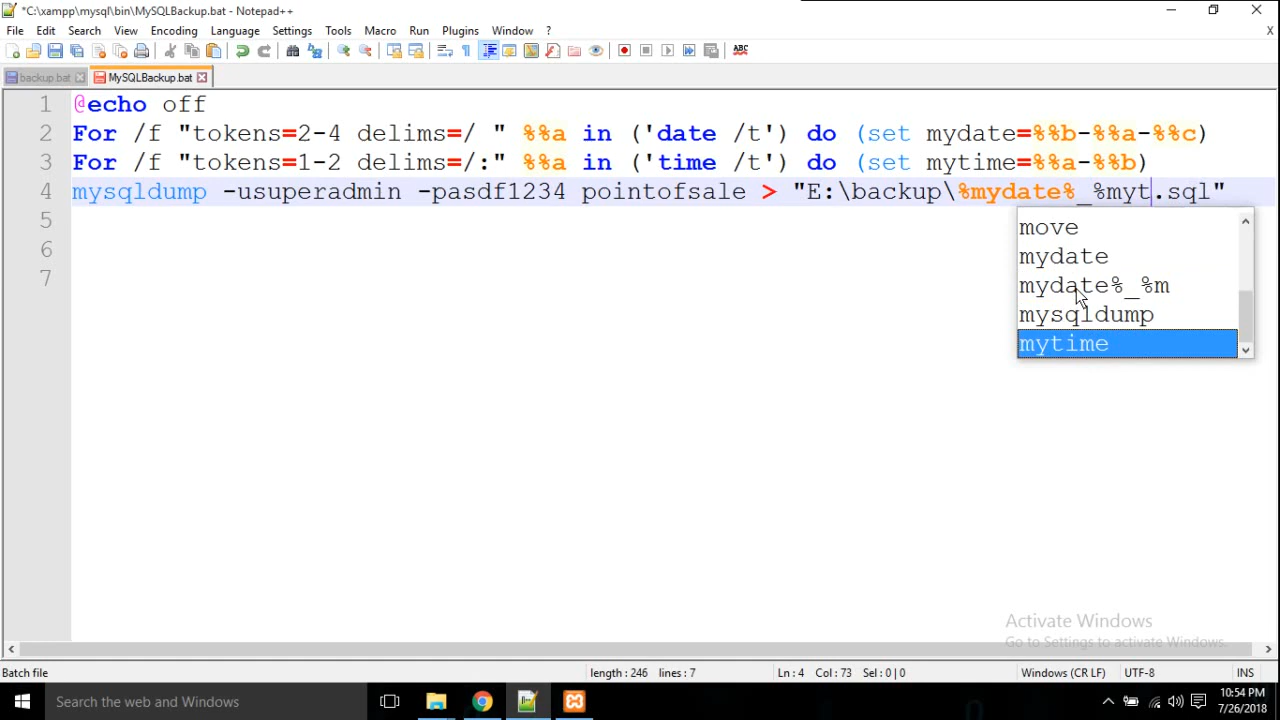 *C:\xampp\mysql\bin\MySQLBackup.bat - Notepad++
File Edit Search View Encoding Language Settings Tools Macro Run Plugins Window ? X
ABC
backup.bat MySQLBackup.bat
1 @echo off
2 For /f "tokens=2-4 delims=/ " %%a in ('date /t') do (set mydate=%%b-%%a-%%c)
3 For /f "tokens=1-2 delims=/:" %%a in ('time /t') do (set mytime=%%a-%%b)
4 mysqldump -usuperadmin -pasdf1234 pointofsale > "E:\backup\%mydate%_%myt.sql"
5
6
7
move
mydate
mydate%_%m
mysqldump
mytime
Activate Windows
Go to Settings to activate Windows.
Batch file length : 246 lines : 7 Ln : 4 Col : 73 Sel : 0 | 0 Windows (CR LF) UTF-8 INS
Search the web and Windows
10:54 PM
7/26/2018